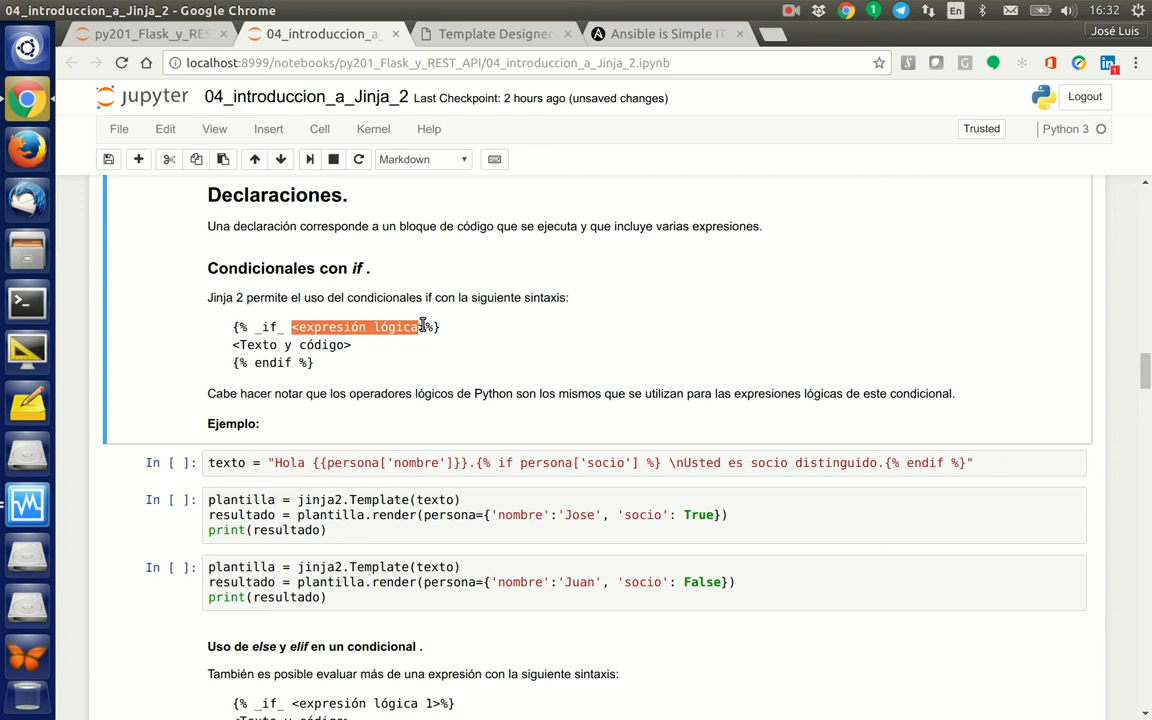 04_introduccion_a_Jinja_2 - Google Chrome
1
En
16:32
py201_Flask_y_RES
04_introduccion_a_
Template Designer
Ansible is Simple IT
José Luis
localhost:8999/notebooks/py201_Flask_y_REST_API/04_introduccion_a_Jinja_2.ipynb
1
jupyter
04_introduccion_a_Jinja_2
Last Checkpoint: 2 hours ago (unsaved changes)
Logout
File Edit View Insert Cell Kernel Help
Trusted
Python 3
Markdown
Declaraciones.
Una declaración corresponde a un bloque de código que se ejecuta y que incluye varias expresiones.
Condicionales con if .
Jinja 2 permite el uso del condicionales if con la siguiente sintaxis:
{% _if_ <expresión lógica>%}
<Texto y código>
{% endif %}
Cabe hacer notar que los operadores lógicos de Python son los mismos que se utilizan para las expresiones lógicas de este condicional.
Ejemplo:
In [ ]: texto = "Hola {{persona['nombre']}}.{% if persona['socio'] %} \nUsted es socio distinguido.{% endif %}"
In [ ]: plantilla = jinja2.Template(texto)
resultado = plantilla.render(persona={'nombre':'Jose', 'socio': True})
print(resultado)
In [ ]: plantilla = jinja2.Template(texto)
resultado = plantilla.render(persona={'nombre':'Juan', 'socio': False})
print(resultado)
Uso de else y elif en un condicional .
También es posible evaluar más de una expresión con la siguiente sintaxis:
{% _if_ <expresión lógica 1>%}
<Texto y código>